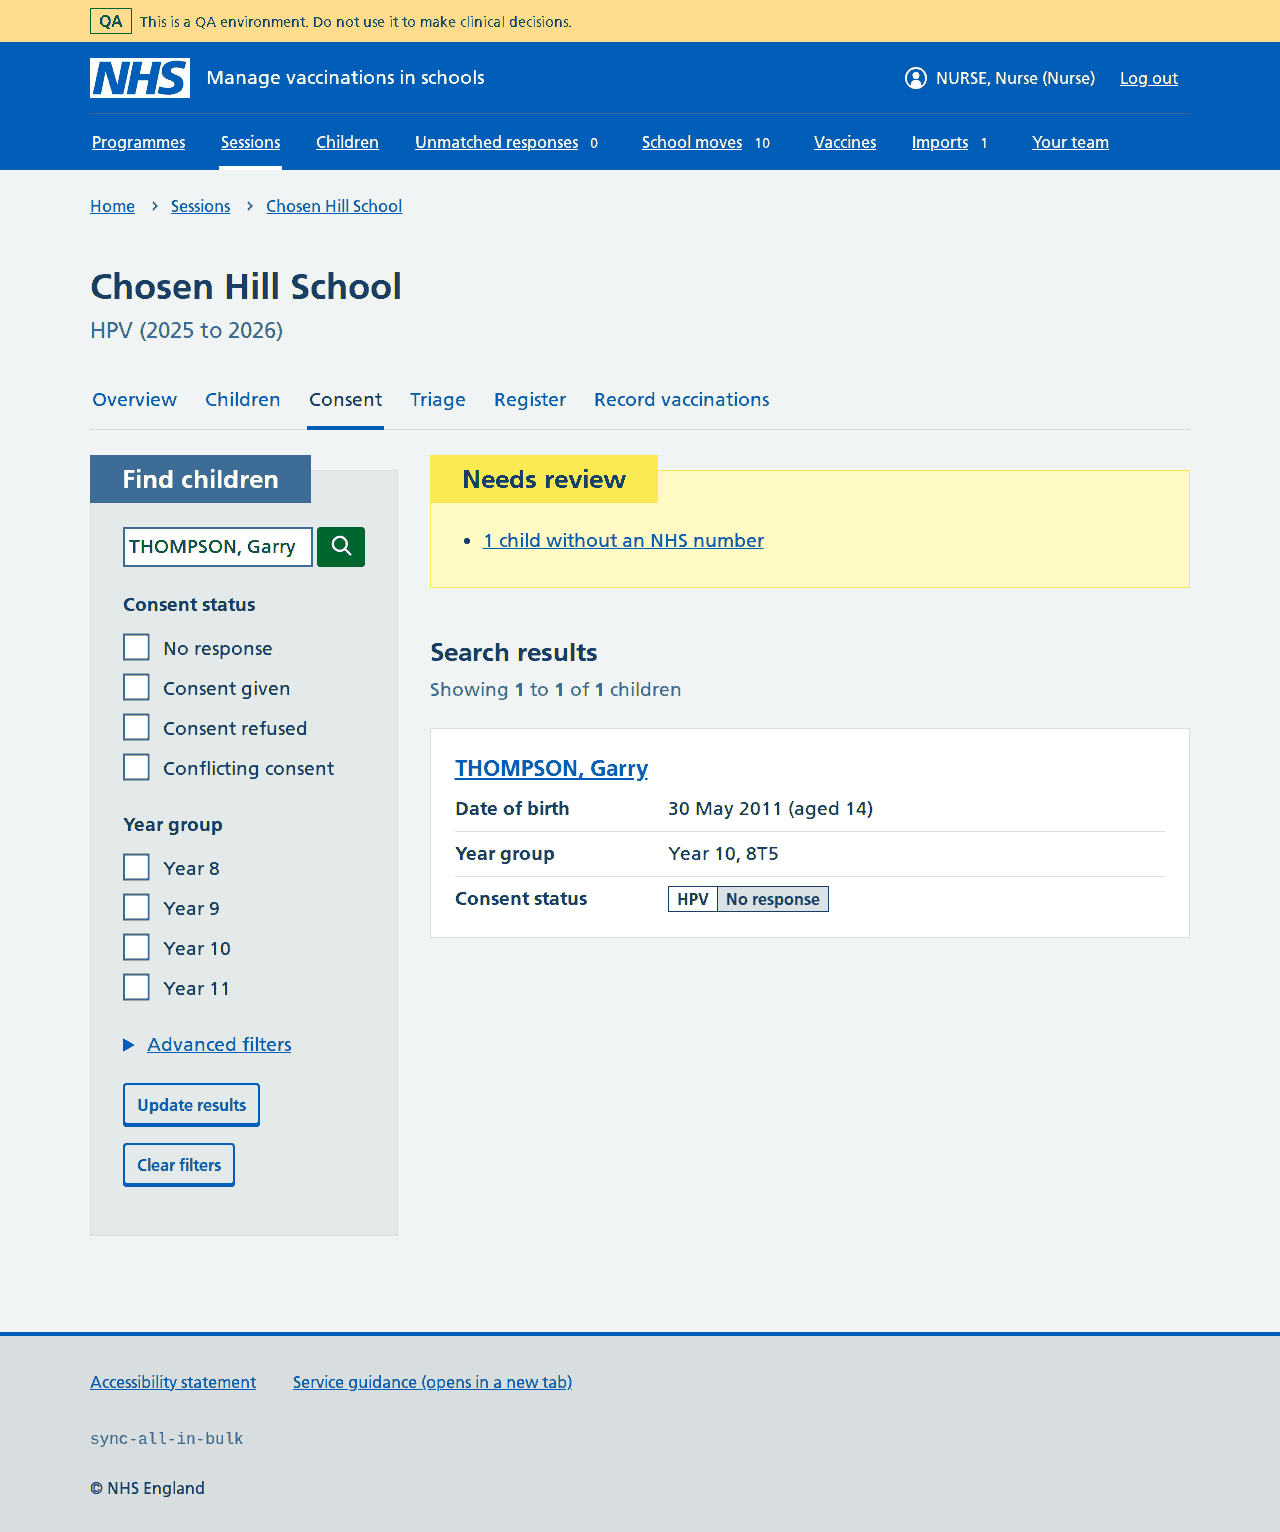 QA This is a QA environment. Do not use it to make clinical decisions.
NHS Manage vaccinations in schools NURSE, Nurse (Nurse) Log out
Programmes Sessions Children Unmatched responses 0 School moves 10 Vaccines Imports 1 Your team
Home Sessions Chosen Hill School
Chosen Hill School
HPV (2025 to 2026)
Overview Children Consent Triage Register Record vaccinations
Find children
THOMPSON, Garry
Consent status
No response
Consent given
Consent refused
Conflicting consent
Year group
Year 8
Year 9
Year 10
Year 11
Advanced filters
Update results
Clear filters
Needs review
1 child without an NHS number
Search results
Showing 1 to 1 of 1 children
THOMPSON, Garry
Date of birth 30 May 2011 (aged 14)
Year group Year 10, 8T5
Consent status HPV No response
Accessibility statement Service guidance (opens in a new tab)
sync-all-in-bulk
© NHS England